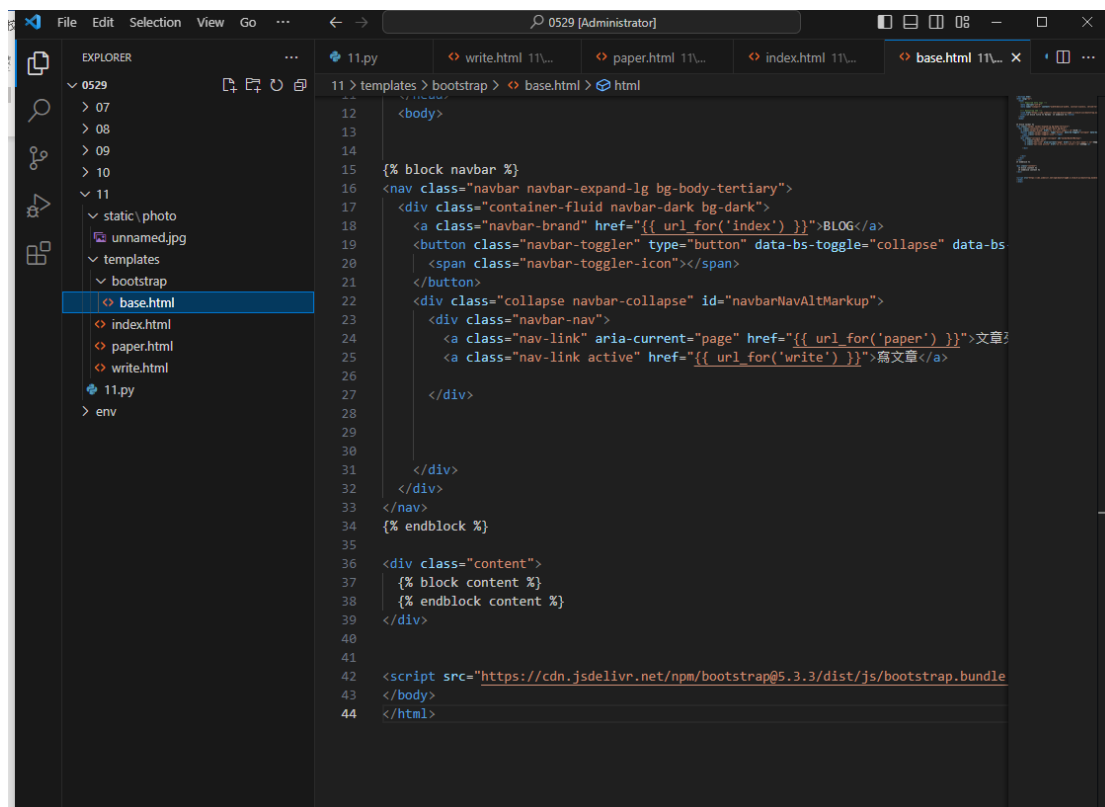 File Edit Selection View Go ··· ← → 0529 [Administrator]
EXPLORER ···
0529
07
08
09
10
11
static\photo
unnamed.jpg
templates
bootstrap
base.html
index.html
paper.html
write.html
11.py
env
11.py write.html 11\... paper.html 11\... index.html 11\... base.html 11\... ···
11 > templates > bootstrap > base.html > html
12 <body>
13
14
15 {% block navbar %}
16 <nav class="navbar navbar-expand-lg bg-body-tertiary">
17 <div class="container-fluid navbar-dark bg-dark">
18 <a class="navbar-brand" href="{{ url_for('index') }}">BLOG</a>
19 <button class="navbar-toggler" type="button" data-bs-toggle="collapse" data-bs-
20 <span class="navbar-toggler-icon"></span>
21 </button>
22 <div class="collapse navbar-collapse" id="navbarNavAltMarkup">
23 <div class="navbar-nav">
24 <a class="nav-link" aria-current="page" href="{{ url_for('paper') }}">文章
25 <a class="nav-link active" href="{{ url_for('write') }}">寫文章</a>
26
27 </div>
28
29
30
31 </div>
32 </div>
33 </nav>
34 {% endblock %}
35
36 <div class="content">
37 {% block content %}
38 {% endblock content %}
39 </div>
40
41
42 <script src="https://cdn.jsdelivr.net/npm/bootstrap@5.3.3/dist/js/bootstrap.bundle
43 </body>
44 </html>